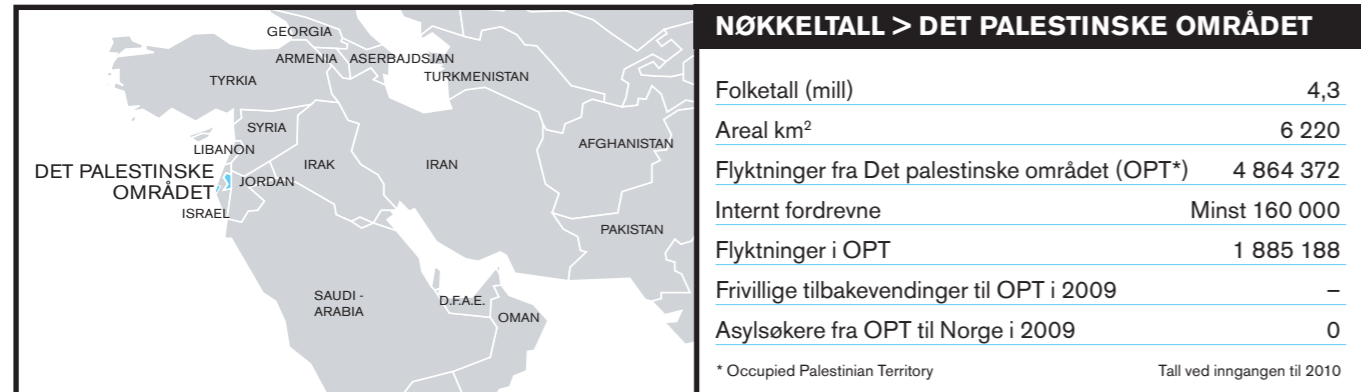 GEORGIA
ARMENIA ASERBAJDSJAN
TYRKIA
TURKMENISTAN
SYRIA
LIBANON
AFGHANISTAN
IRAK
IRAN
DET PALESTINSKE
OMRÅDET
JORDAN
ISRAEL
PAKISTAN
SAUDI -
ARABIA
D.F.A.E.
OMAN
NØKKELTALL > DET PALESTINSKE OMRÅDET
Folketall (mill) 4,3
Areal km² 6 220
Flyktninger fra Det palestinske området (OPT*) 4 864 372
Internt fordrevne Minst 160 000
Flyktninger i OPT 1 885 188
Frivillige tilbakevendinger til OPT i 2009 –
Asylsøkere fra OPT til Norge i 2009 0
* Occupied Palestinian Territory Tall ved inngangen til 2010